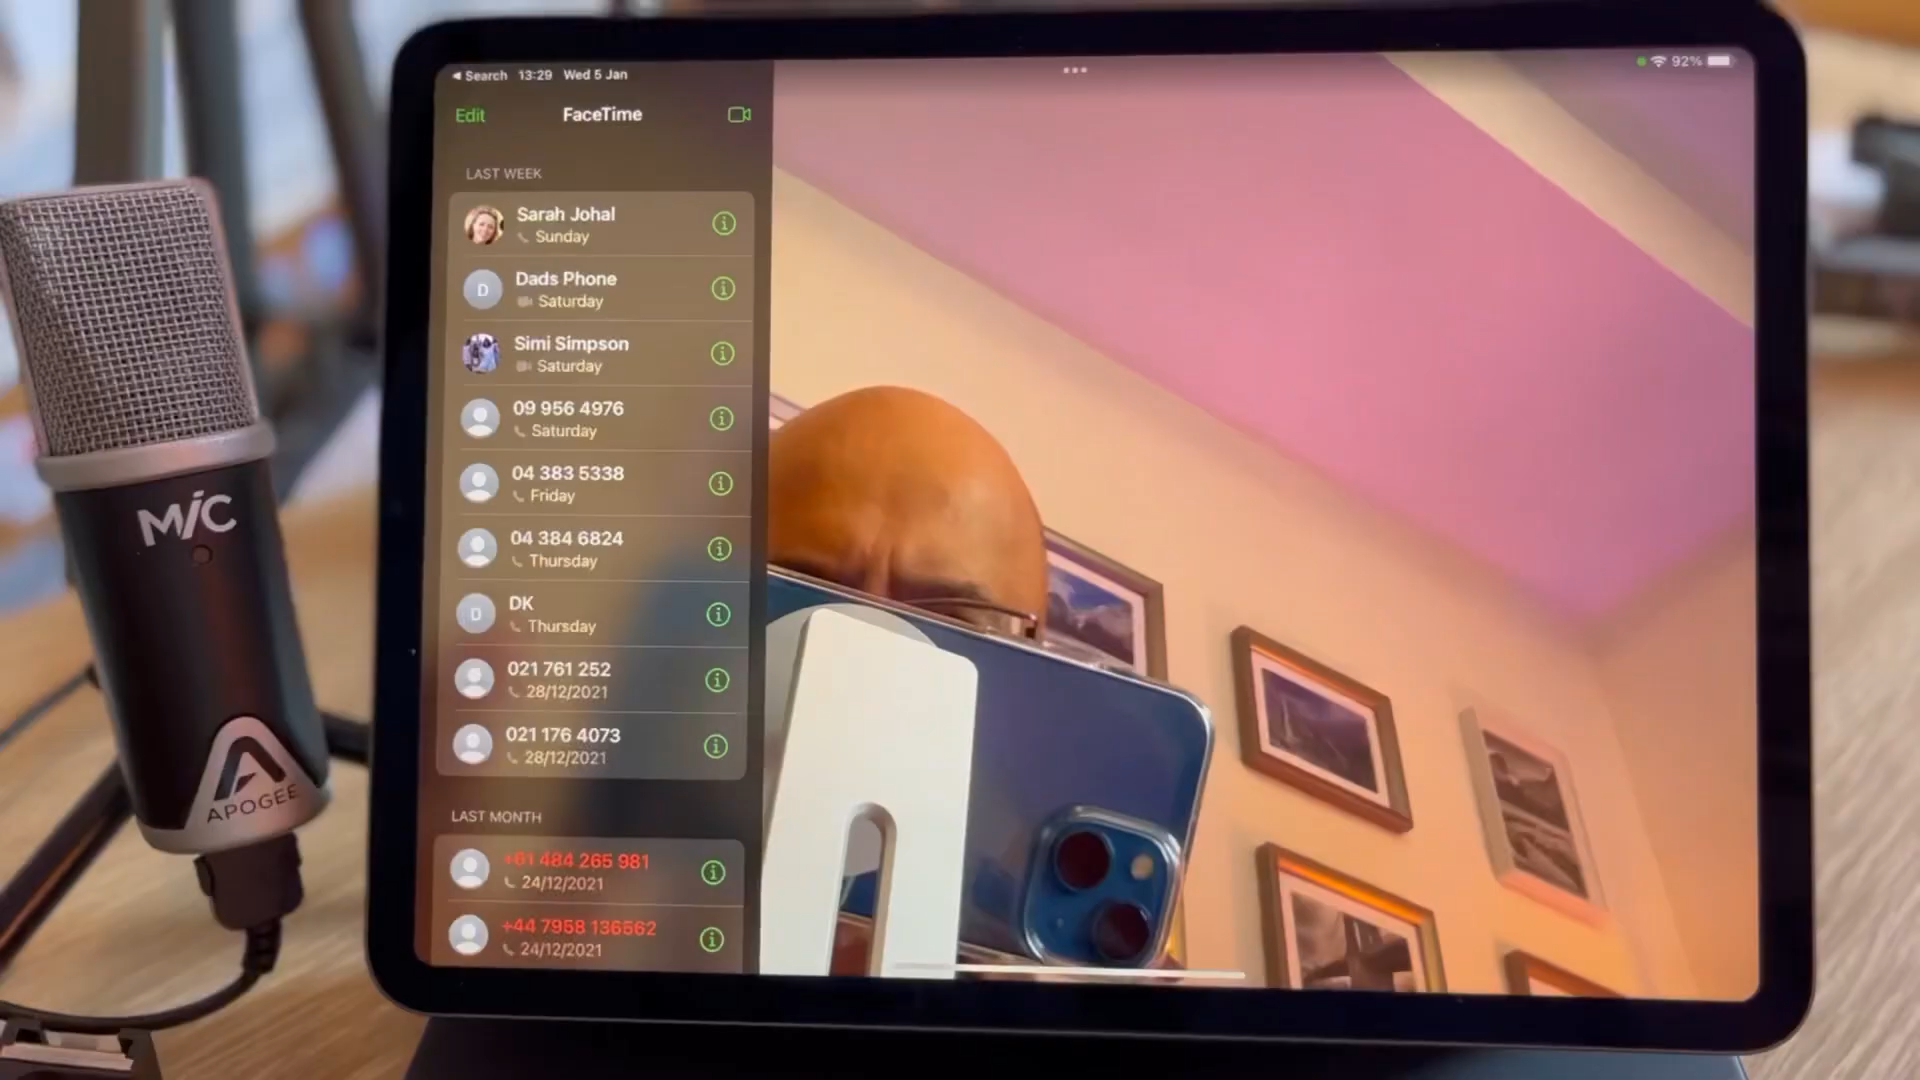 Search 13:29 Wed 5 Jan
92%
Edit FaceTime
LAST WEEK
Sarah Johal
Sunday
D
Dads Phone
Saturday
Simi Simpson
Saturday
09 956 4976
Saturday
04 383 5338
Friday
04 384 6824
Thursday
D
DK
Thursday
021 761 252
28/12/2021
021 176 4073
28/12/2021
LAST MONTH
+61 484 265 981
24/12/2021
+44 7958 136562
24/12/2021
MiC
APOGEE